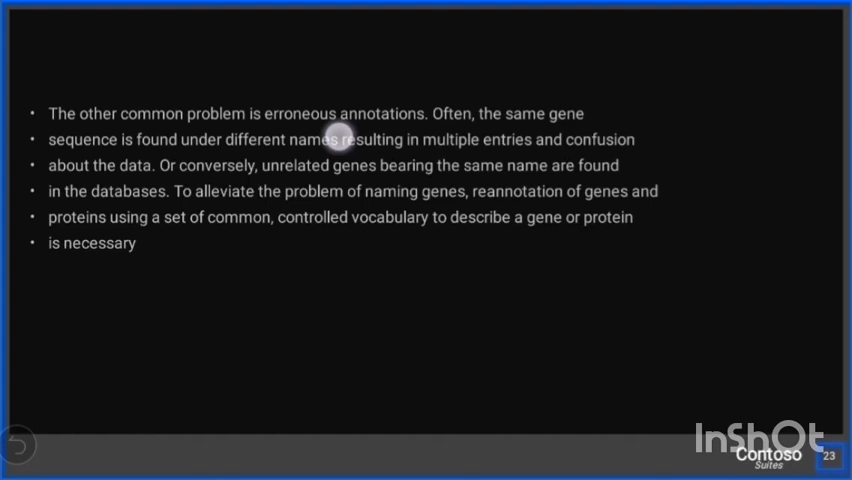 • The other common problem is erroneous annotations. Often, the same gene
• sequence is found under different names resulting in multiple entries and confusion
• about the data. Or conversely, unrelated genes bearing the same name are found
• in the databases. To alleviate the problem of naming genes, reannotation of genes and
• proteins using a set of common, controlled vocabulary to describe a gene or protein
• is necessary
InShOt
Contoso
Suites
23